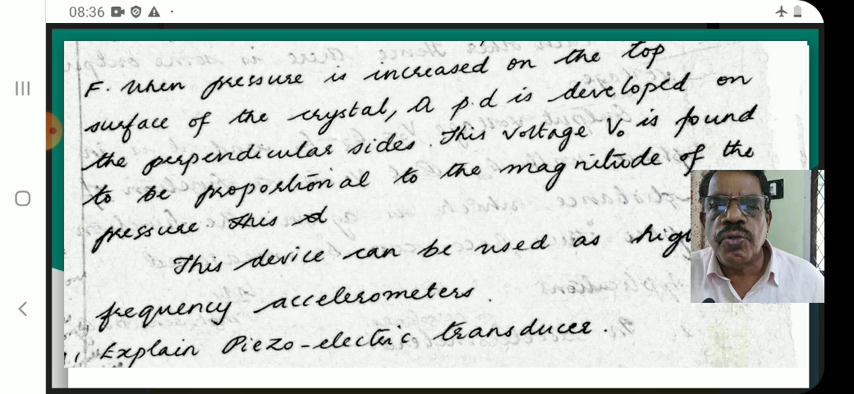 08:36
F. When pressure is increased on the top
surface of the crystal, a p.d is developed on
the perpendicular sides. This voltage V₀ is found
to be proportional to the magnitude of the
pressure This d
This device can be used as high
frequency accelerometers.
Explain Piezo-electric transducer.